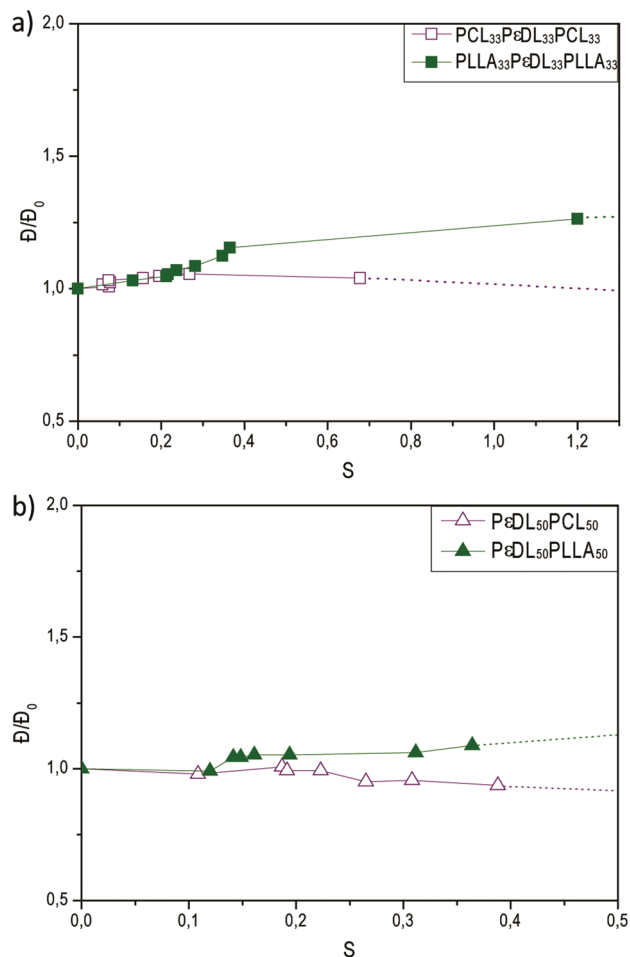 a)
PCL₃₃PεDL₃₃PCL₃₃
PLLA₃₃PεDL₃₃PLLA₃₃
2,0
1,5
1,0
0,5
Đ/Đ₀
0,0 0,2 0,4 0,6 0,8 1,0 1,2
S
b)
PεDL₅₀PCL₅₀
PεDL₅₀PLLA₅₀
2,0
1,5
1,0
0,5
Đ/Đ₀
0,0 0,1 0,2 0,3 0,4 0,5
S